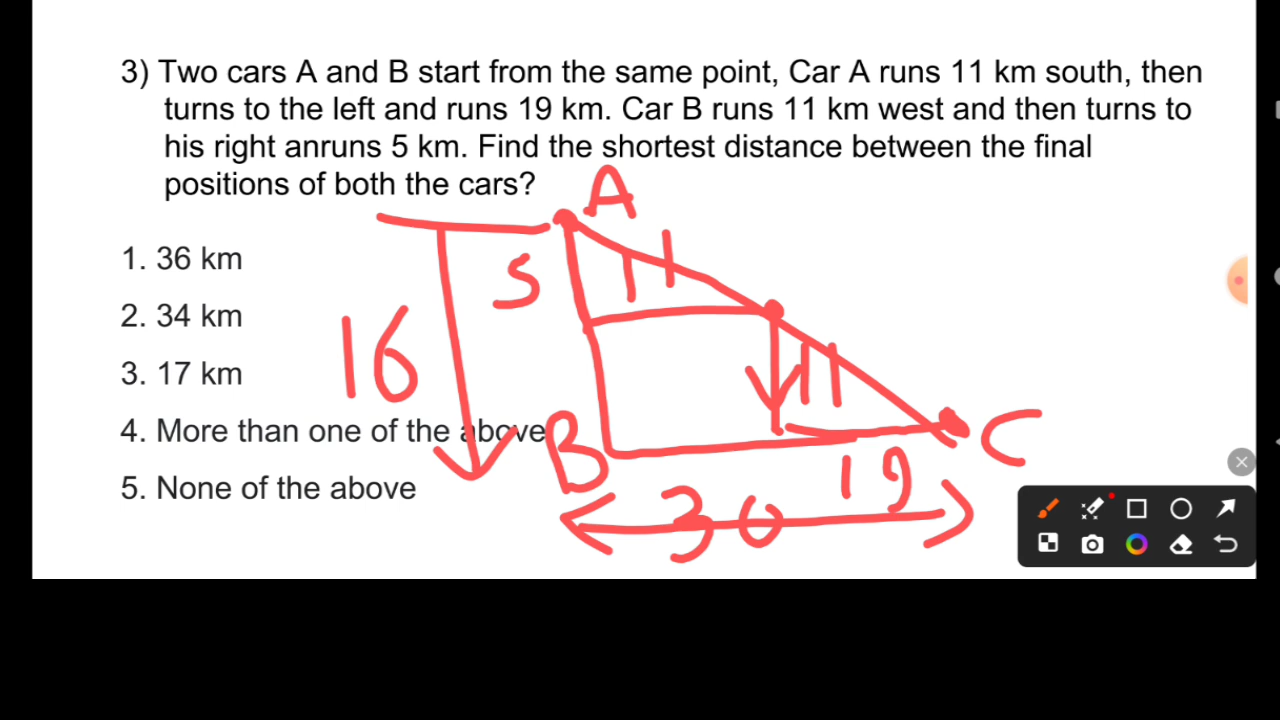 3) Two cars A and B start from the same point, Car A runs 11 km south, then
turns to the left and runs 19 km. Car B runs 11 km west and then turns to
his right anruns 5 km. Find the shortest distance between the final
positions of both the cars?
A
1. 36 km
5
11
2. 34 km
16
3. 17 km
11
4. More than one of the above
B
C
19
5. None of the above
30